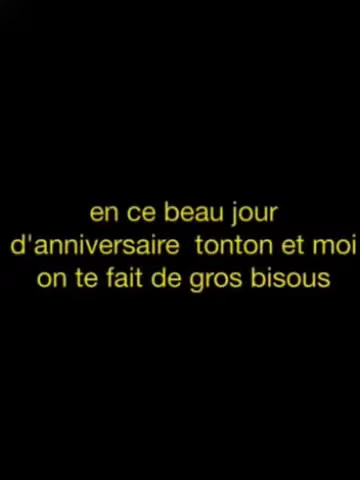 en ce beau jour
d'anniversaire  tonton et moi
on te fait de gros bisous